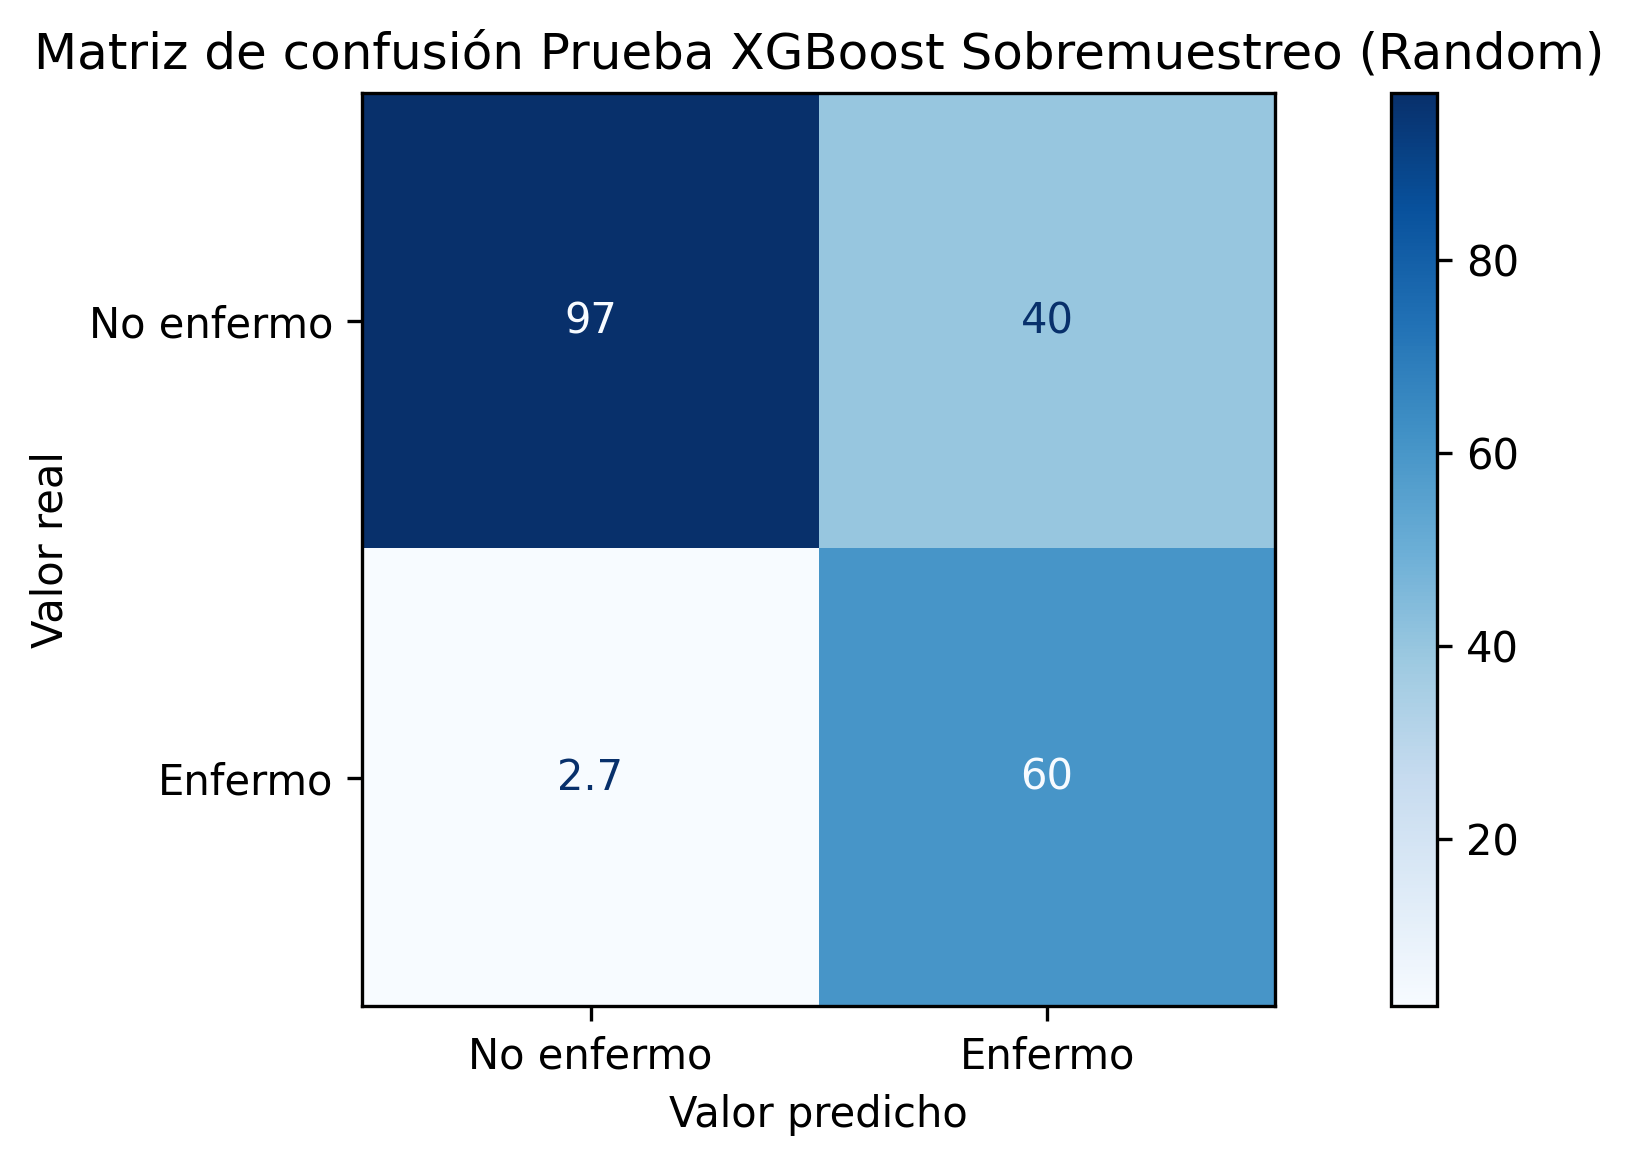 Matriz de confusión Prueba XGBoost Sobremuestreo (Random)
Valor real
No enfermo
Enfermo
97
40
2.7
60
No enfermo
Enfermo
Valor predicho
80
60
40
20